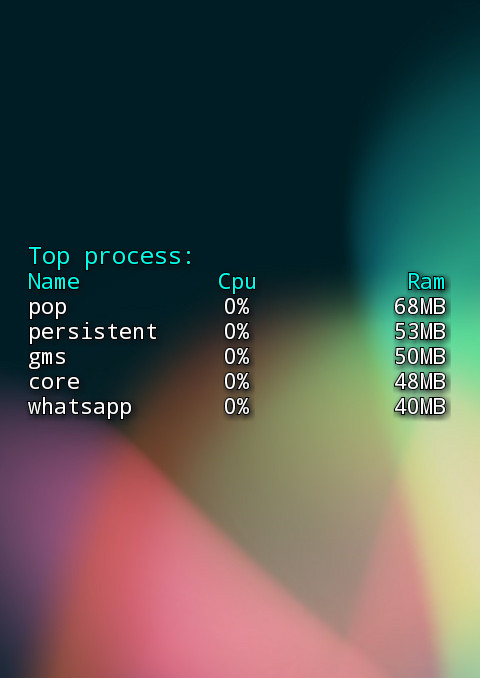 Top process:
Name Cpu Ram
pop 0% 68MB
persistent 0% 53MB
gms 0% 50MB
core 0% 48MB
whatsapp 0% 40MB